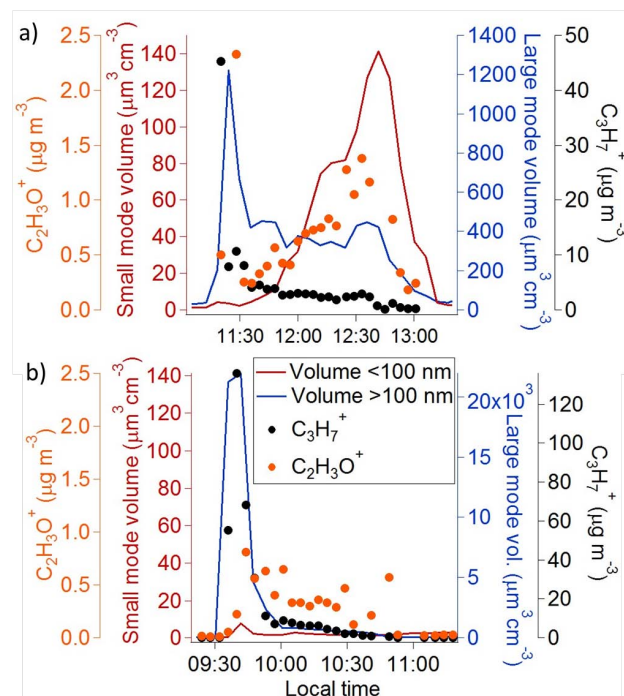 a)
C₂H₃O⁺ (μg m⁻³)
2.5
2.0
1.5
1.0
0.5
0.0
Small mode volume (μm³ cm⁻³)
140
120
100
80
60
40
20
0
1400
1200
1000
800
600
400
200
0
Large mode volume (μm³ cm⁻³)
50
40
30
20
10
0
C₃H₇⁺ (μg m⁻³)
11:30 12:00 12:30 13:00
b)
C₂H₃O⁺ (μg m⁻³)
2.5
2.0
1.5
1.0
0.5
0.0
Small mode volume (μm³ cm⁻³)
140
120
100
80
60
40
20
0
Volume <100 nm
Volume >100 nm
C₃H₇⁺
C₂H₃O⁺
20x10³
15
10
5
0
Large mode vol. (μm³ cm⁻³)
120
80
40
0
C₃H₇⁺ (μg m⁻³)
09:30 10:00 10:30 11:00
Local time